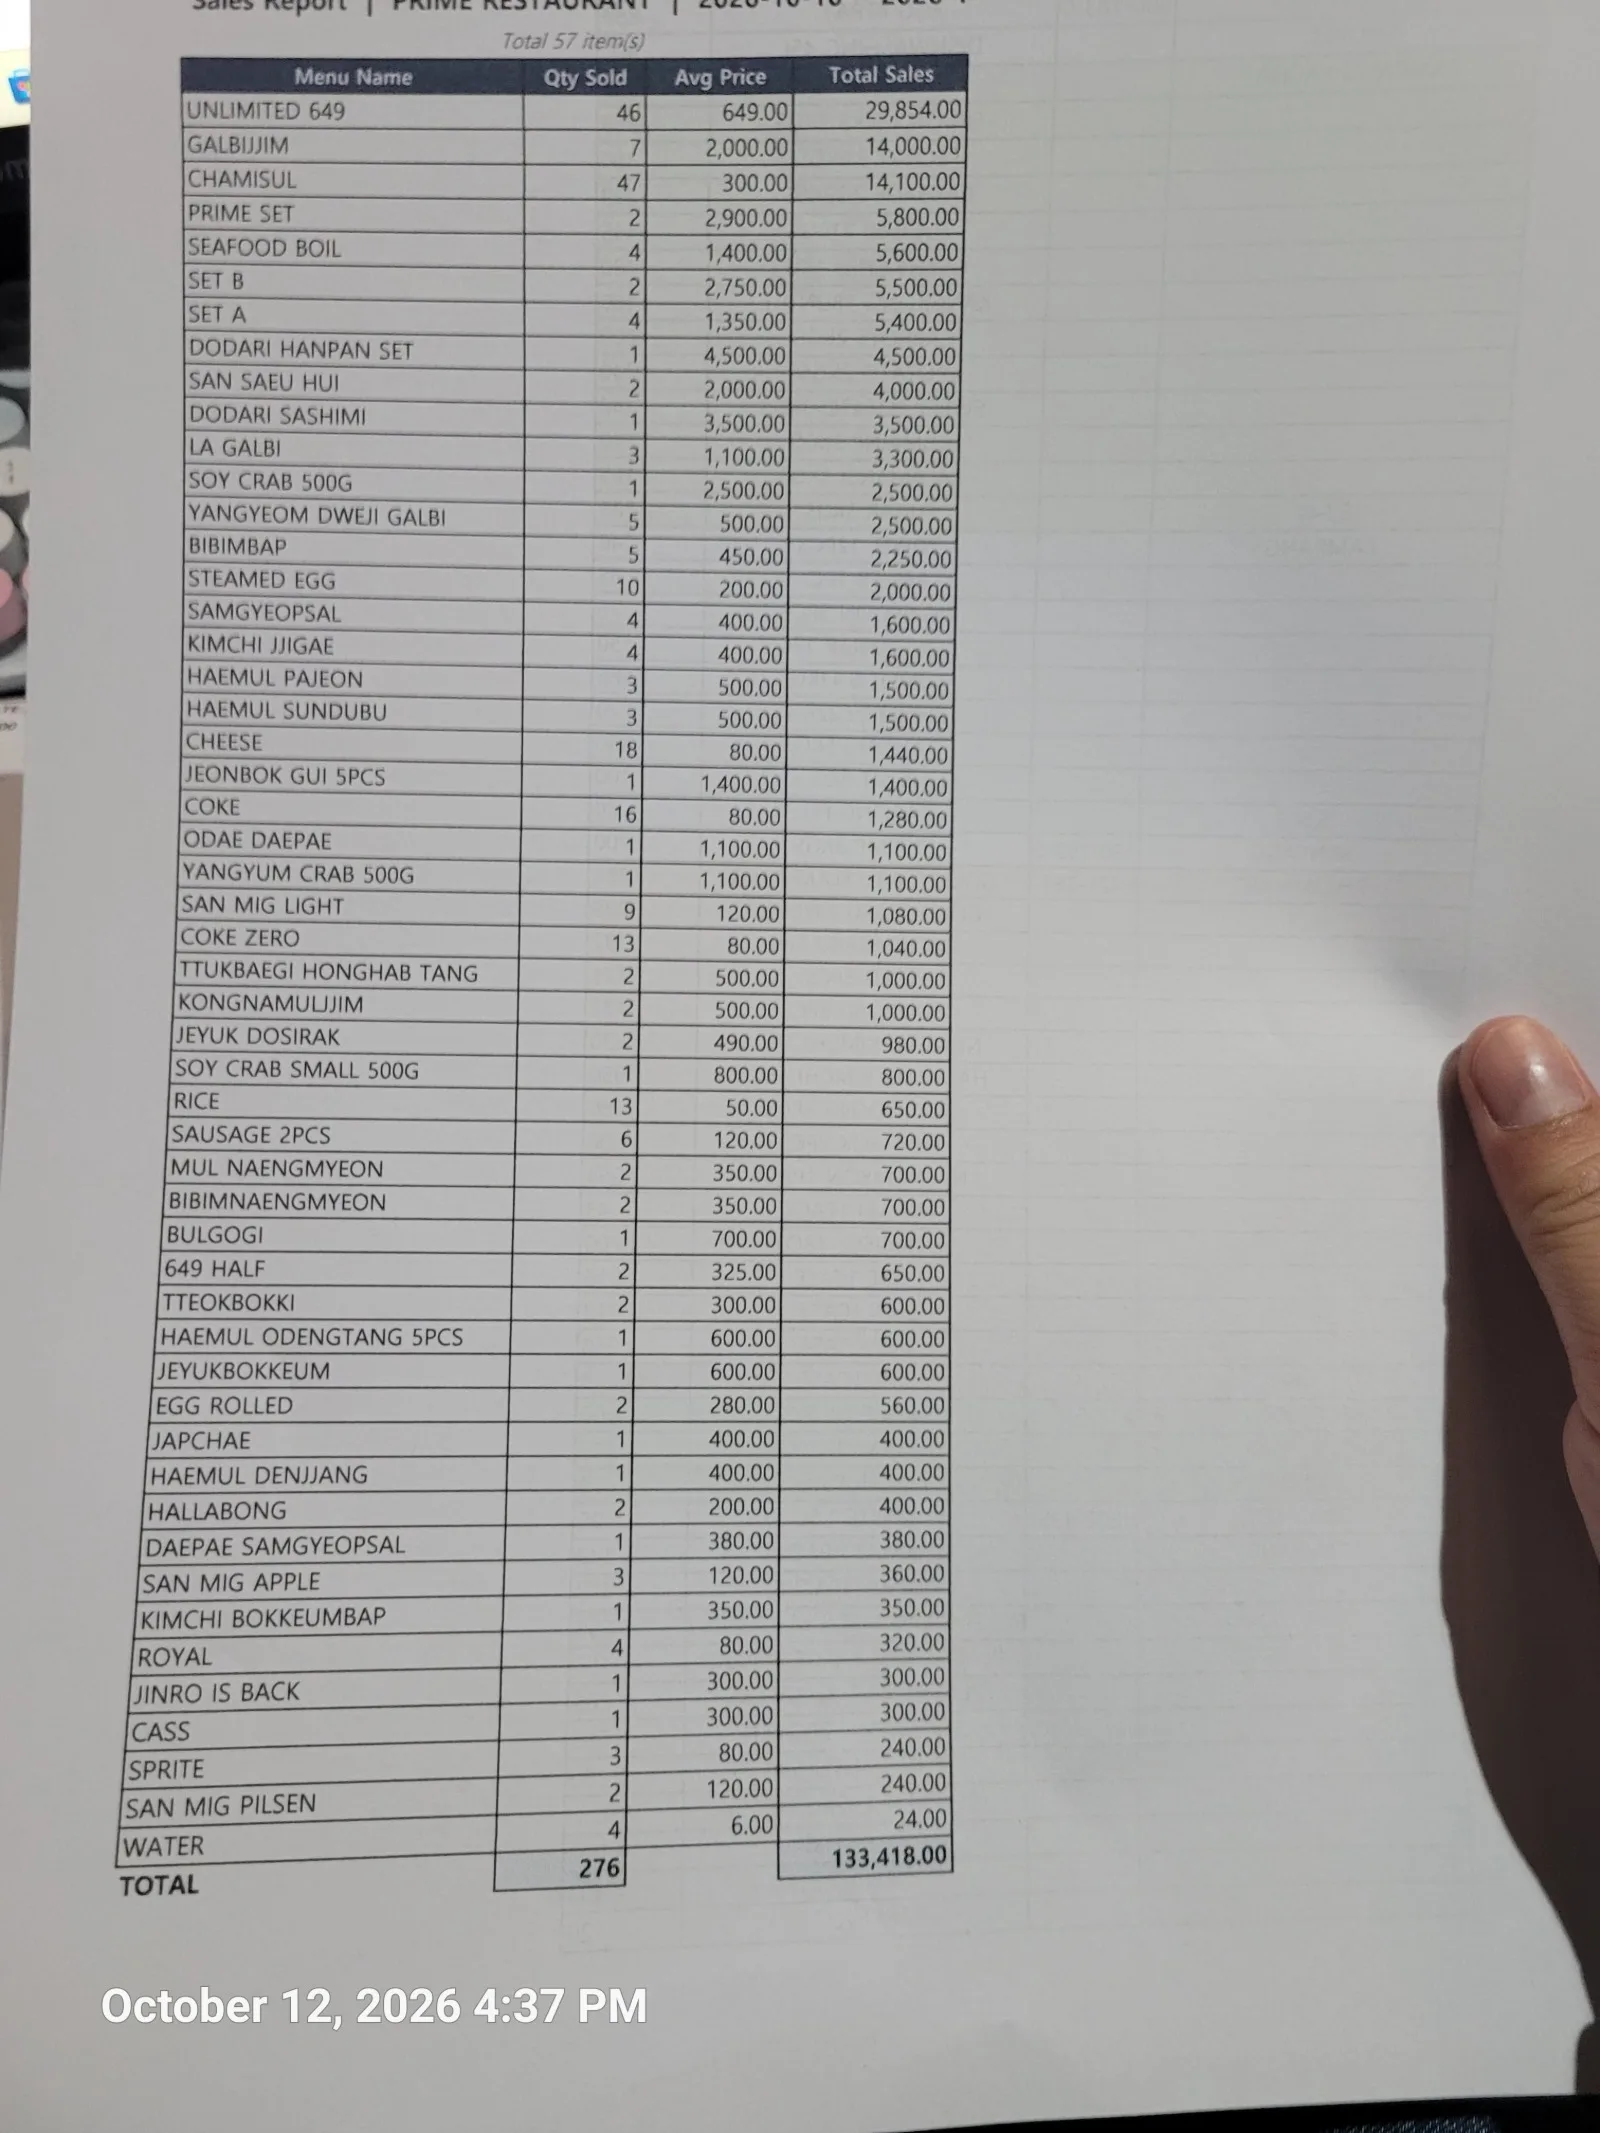 Sales Report | PRIME RESTAURANT | 2026-10-10
Total 57 item(s)
Menu Name Qty Sold Avg Price Total Sales
UNLIMITED 649 46 649.00 29,854.00
GALBIJJIM 7 2,000.00 14,000.00
CHAMISUL 47 300.00 14,100.00
PRIME SET 2 2,900.00 5,800.00
SEAFOOD BOIL 4 1,400.00 5,600.00
SET B 2 2,750.00 5,500.00
SET A 4 1,350.00 5,400.00
DODARI HANPAN SET 1 4,500.00 4,500.00
SAN SAEU HUI 2 2,000.00 4,000.00
DODARI SASHIMI 1 3,500.00 3,500.00
LA GALBI 3 1,100.00 3,300.00
SOY CRAB 500G 1 2,500.00 2,500.00
YANGYEOM DWEJI GALBI 5 500.00 2,500.00
BIBIMBAP 5 450.00 2,250.00
STEAMED EGG 10 200.00 2,000.00
SAMGYEOPSAL 4 400.00 1,600.00
KIMCHI JJIGAE 4 400.00 1,600.00
HAEMUL PAJEON 3 500.00 1,500.00
HAEMUL SUNDUBU 3 500.00 1,500.00
CHEESE 18 80.00 1,440.00
JEONBOK GUI 5PCS 1 1,400.00 1,400.00
COKE 16 80.00 1,280.00
ODAE DAEPAE 1 1,100.00 1,100.00
YANGYUM CRAB 500G 1 1,100.00 1,100.00
SAN MIG LIGHT 9 120.00 1,080.00
COKE ZERO 13 80.00 1,040.00
TTUKBAEGI HONGHAB TANG 2 500.00 1,000.00
KONGNAMULJJIM 2 500.00 1,000.00
JEYUK DOSIRAK 2 490.00 980.00
SOY CRAB SMALL 500G 1 800.00 800.00
RICE 13 50.00 650.00
SAUSAGE 2PCS 6 120.00 720.00
MUL NAENGMYEON 2 350.00 700.00
BIBIMNAENGMYEON 2 350.00 700.00
BULGOGI 1 700.00 700.00
649 HALF 2 325.00 650.00
TTEOKBOKKI 2 300.00 600.00
HAEMUL ODENGTANG 5PCS 1 600.00 600.00
JEYUKBOKKEUM 1 600.00 600.00
EGG ROLLED 2 280.00 560.00
JAPCHAE 1 400.00 400.00
HAEMUL DENJJANG 1 400.00 400.00
HALLABONG 2 200.00 400.00
DAEPAE SAMGYEOPSAL 1 380.00 380.00
SAN MIG APPLE 3 120.00 360.00
KIMCHI BOKKEUMBAP 1 350.00 350.00
ROYAL 4 80.00 320.00
JINRO IS BACK 1 300.00 300.00
CASS 1 300.00 300.00
SPRITE 3 80.00 240.00
SAN MIG PILSEN 2 120.00 240.00
WATER 4 6.00 24.00
TOTAL 276 133,418.00
October 12, 2026 4:37 PM